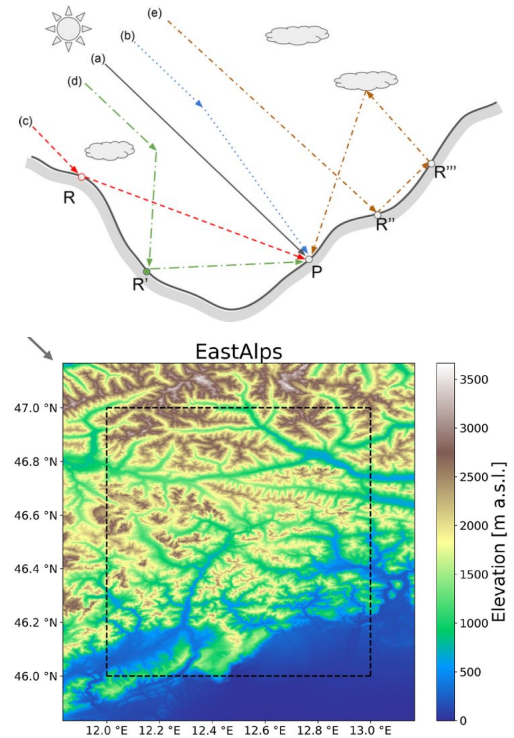 (e)
(b)
(a)
(d)
(c)
R
R'
P
R''
R'''
EastAlps
47.0 °N
46.8 °N
46.6 °N
46.4 °N
46.2 °N
46.0 °N
12.0 °E 12.2 °E 12.4 °E 12.6 °E 12.8 °E 13.0 °E
3500
3000
2500
2000
1500
1000
500
0
Elevation [m a.s.l.]